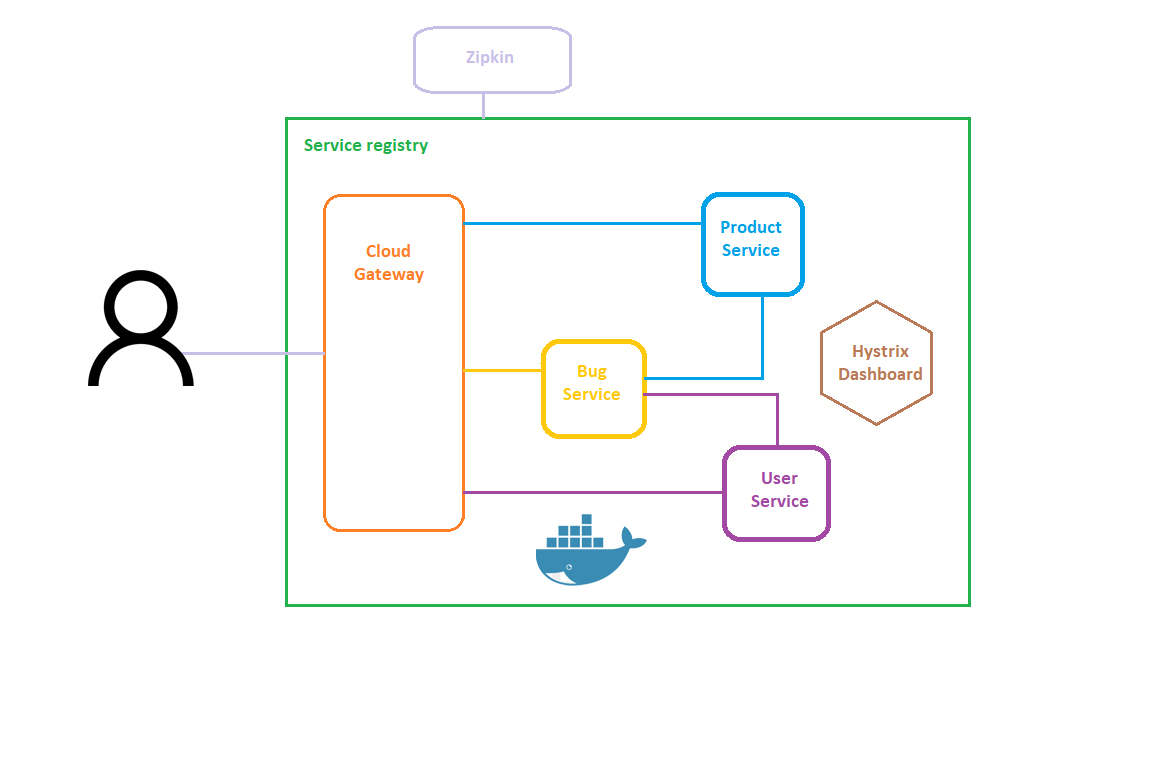 Zipkin
Service registry
Cloud
Gateway
Product
Service
Bug
Service
Hystrix
Dashboard
User
Service